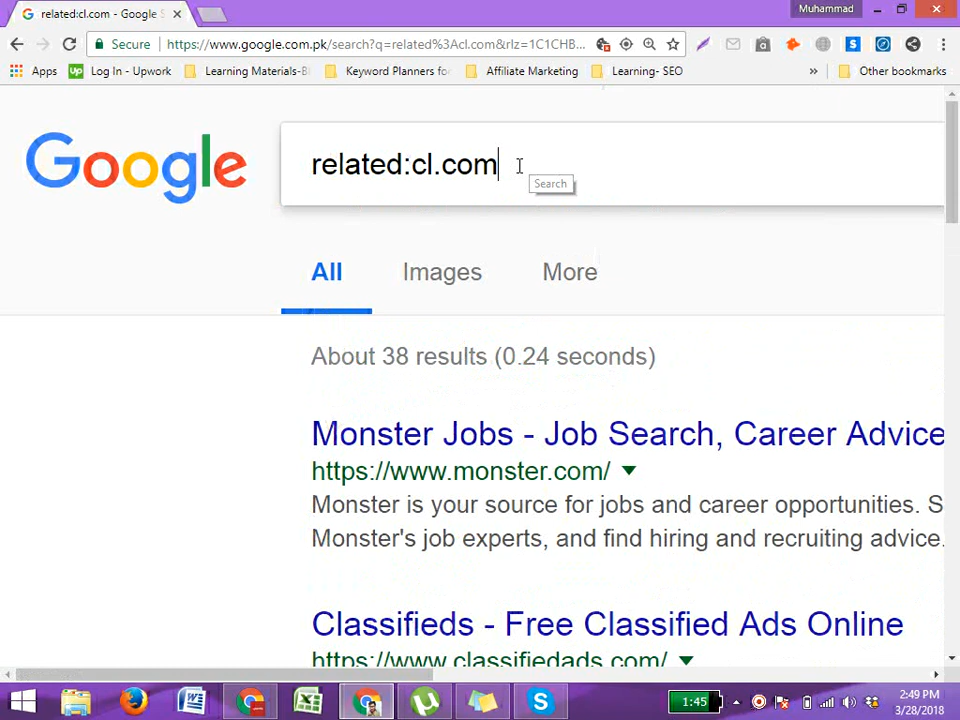 related:cl.com - Google S
Muhammad
Secure
https://www.google.com.pk/search?q=related%3Acl.com&rlz=1C1CHB...
Apps
Up
Log In - Upwork
Learning Materials-B
Keyword Planners fo
Affiliate Marketing
Learning- SEO
»
Other bookmarks
Google
related:cl.com
Search
All
Images
More
About 38 results (0.24 seconds)
Monster Jobs - Job Search, Career Advice
https://www.monster.com/
Monster is your source for jobs and career opportunities. S
Monster's job experts, and find hiring and recruiting advice.
Classifieds - Free Classified Ads Online
https://www.classifiedads.com/
1:45
2:49 PM
3/28/2018